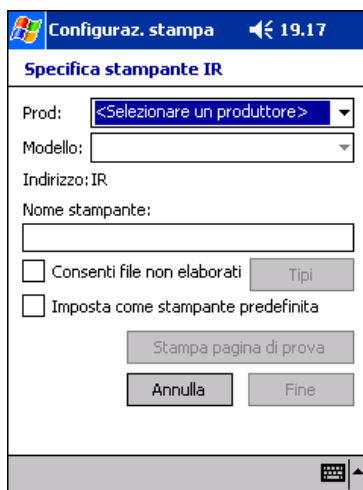 Configuraz. stampa 19.17
Specifica stampante IR
Prod: <Selezionare un produttore>
Modello:
Indirizzo: IR
Nome stampante:
Consenti file non elaborati Tipi
Imposta come stampante predefinita
Stampa pagina di prova
Annulla Fine